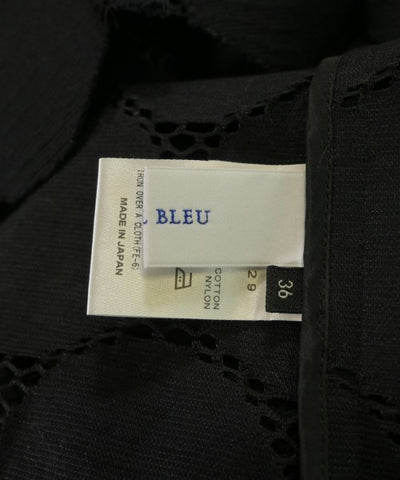 BLEU
IRON OVER A CLOTH(FE-6)
MADE IN JAPAN
COTTON
NYLON
29
36